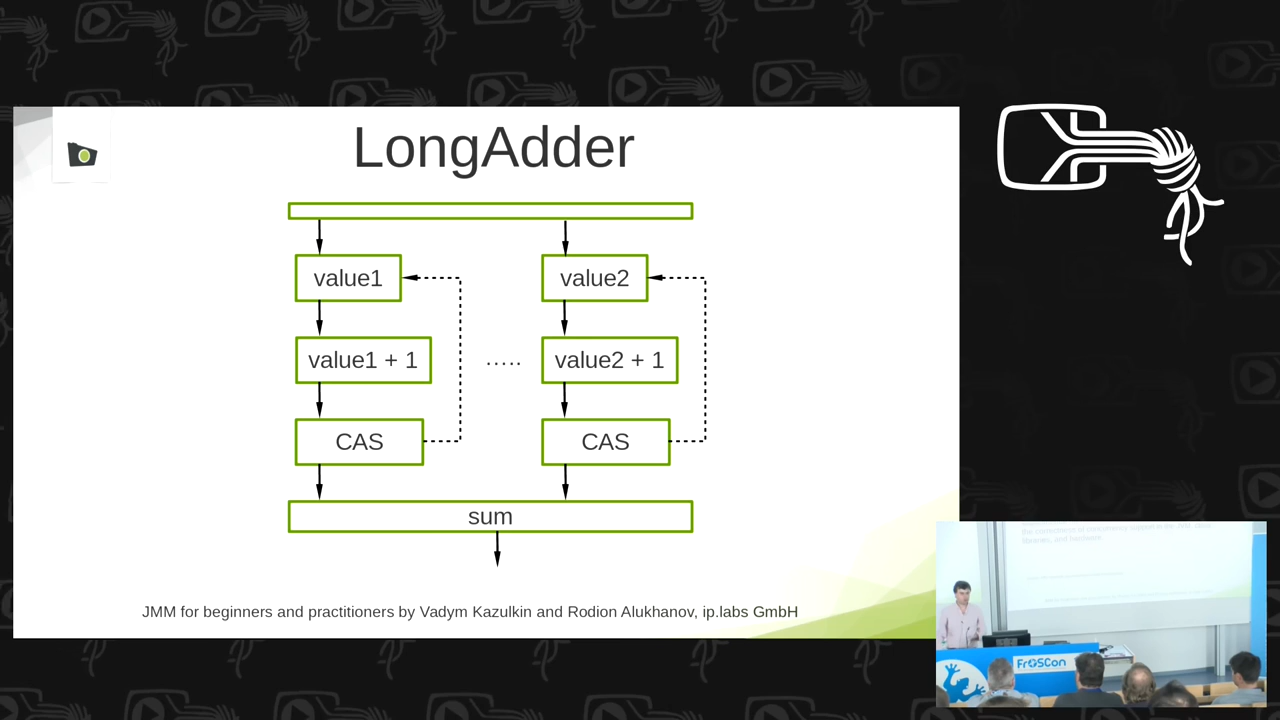 LongAdder
value1
value2
value1 + 1
.....
value2 + 1
CAS
CAS
sum
JMM for beginners and practitioners by Vadym Kazulkin and Rodion Alukhanov, ip.labs GmbH
FrOSCon